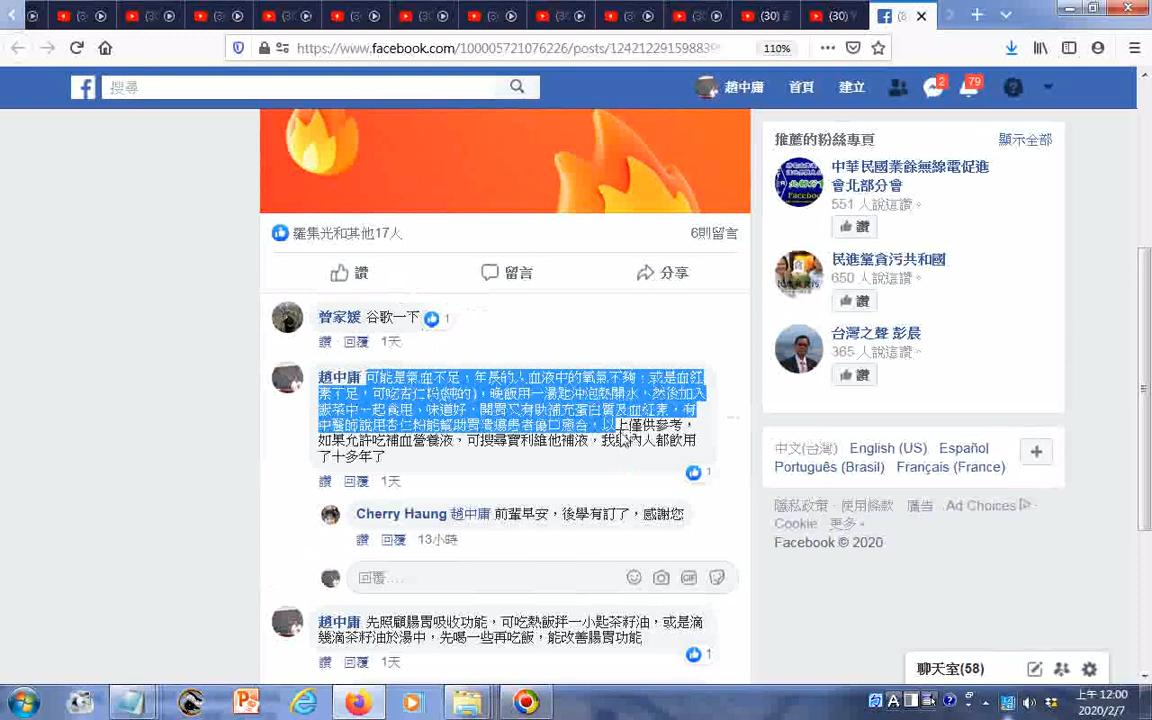 (30)
(30)
https://www.facebook.com/100005721076226/posts/124212291598839
110%
搜尋
趙中庸
首頁
建立
2
79
羅集光和其他17人
6則留言
讚
留言
分享
曾家媛 谷歌一下
1
讚 · 回覆 · 1天
趙中庸 可能是氣血不足，年長的人血液中的氧氣不夠！或是血紅
素不足，可吃杏仁粉(純的)，晚飯用一湯匙沖泡熱開水、然後加入
飯菜中一起食用、味道好，開胃又有助補充蛋白質及血紅素，有
中醫師說用杏仁粉能幫助胃潰瘍患者傷口癒合，以上僅供參考，
如果允許吃補血營養液，可搜尋寶利維他補液，我跟內人都飲用
了十多年了
1
讚 回覆 · 1天
Cherry Haung 趙中庸 前輩早安，後學有訂了，感謝您
讚 回覆 · 13小時
回覆......
趙中庸 先照顧腸胃吸收功能，可吃熱飯拌一小匙茶籽油，或是滴
幾滴茶籽油於湯中，先喝一些再吃飯，能改善腸胃功能
1
讚 回覆 · 1天
推薦的粉絲專頁
顯示全部
中華民國業餘無線電促進
會北部分會
551 人說這讚。
讚
民進黨貪污共和國
650 人說這讚。
讚
台灣之聲 彭晨
365 人說這讚。
讚
中文(台灣) English (US) Español
Português (Brasil) Français (France)
隱私政策 · 使用條款 · 廣告 · Ad Choices ·
Cookie · 更多
Facebook © 2020
聊天室(58)
上午 12:00
2020/2/7